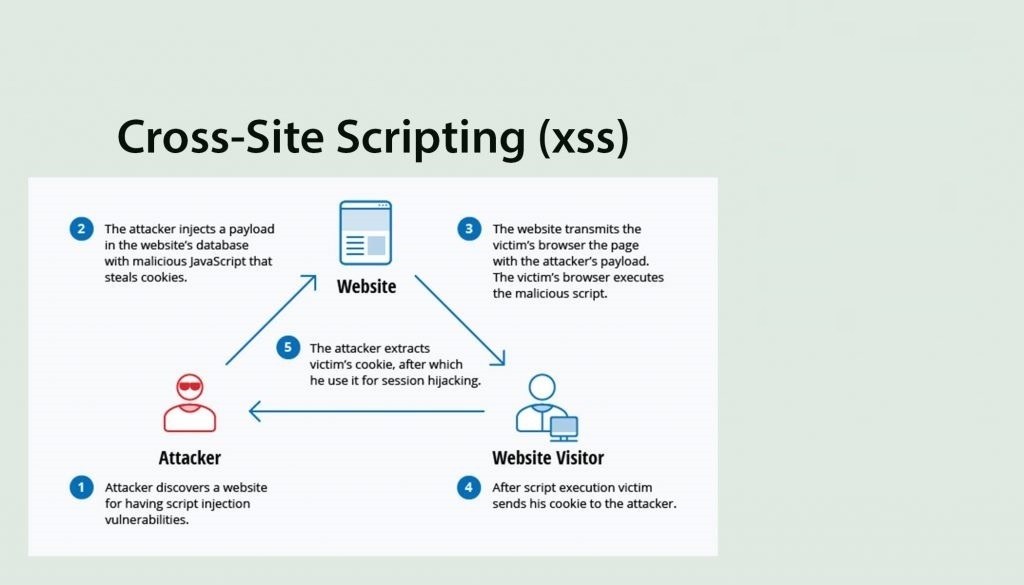 Cross-Site Scripting (xss)
2
The attacker injects a payload
in the website's database
with malicious JavaScript that
steals cookies.
Website
3
The website transmits the
victim's browser the page
with the attacker's payload.
The victim's browser executes
the malicious script.
5
The attacker extracts
victim's cookie, after which
he use it for session hijacking.
Attacker
1
Attacker discovers a website
for having script injection
vulnerabilities.
Website Visitor
4
After script execution victim
sends his cookie to the attacker.